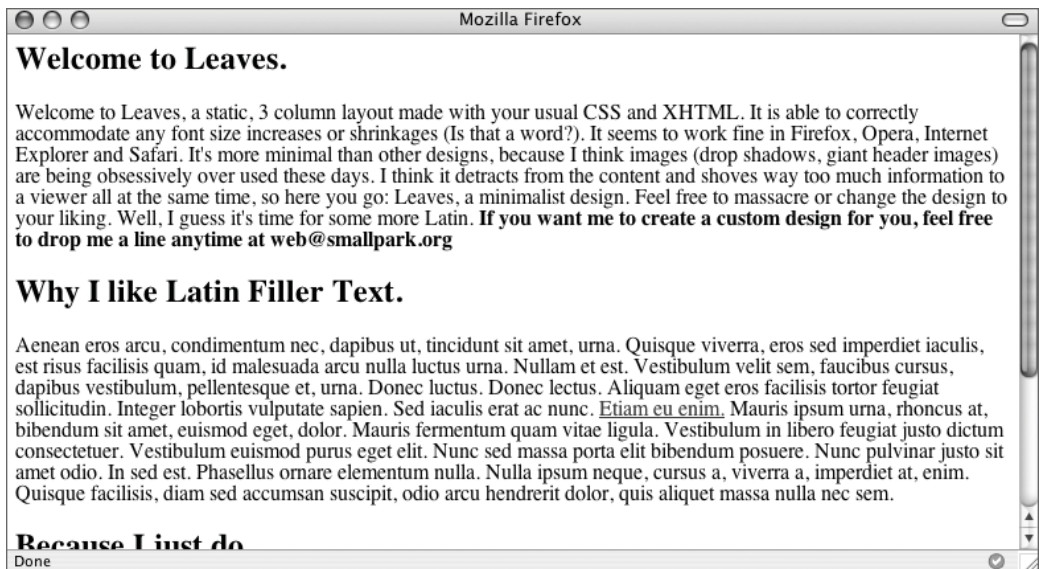 Mozilla Firefox
Welcome to Leaves.
Welcome to Leaves, a static, 3 column layout made with your usual CSS and XHTML. It is able to correctly
accommodate any font size increases or shrinkages (Is that a word?). It seems to work fine in Firefox, Opera, Internet
Explorer and Safari. It's more minimal than other designs, because I think images (drop shadows, giant header images)
are being obsessively over used these days. I think it detracts from the content and shoves way too much information to
a viewer all at the same time, so here you go: Leaves, a minimalist design. Feel free to massacre or change the design to
your liking. Well, I guess it's time for some more Latin. If you want me to create a custom design for you, feel free
to drop me a line anytime at web@smallpark.org
Why I like Latin Filler Text.
Aenean eros arcu, condimentum nec, dapibus ut, tincidunt sit amet, urna. Quisque viverra, eros sed imperdiet iaculis,
est risus facilisis quam, id malesuada arcu nulla luctus urna. Nullam et est. Vestibulum velit sem, faucibus cursus,
dapibus vestibulum, pellentesque et, urna. Donec luctus. Donec lectus. Aliquam eget eros facilisis tortor feugiat
sollicitudin. Integer lobortis vulputate sapien. Sed iaculis erat ac nunc. Etiam eu enim. Mauris ipsum urna, rhoncus at,
bibendum sit amet, euismod eget, dolor. Mauris fermentum quam vitae ligula. Vestibulum in libero feugiat justo dictum
consectetuer. Vestibulum euismod purus eget elit. Nunc sed massa porta elit bibendum posuere. Nunc pulvinar justo sit
amet odio. In sed est. Phasellus ornare elementum nulla. Nulla ipsum neque, cursus a, viverra a, imperdiet at, enim.
Quisque facilisis, diam sed accumsan suscipit, odio arcu hendrerit dolor, quis aliquet massa nulla nec sem.
Because I just do
Done